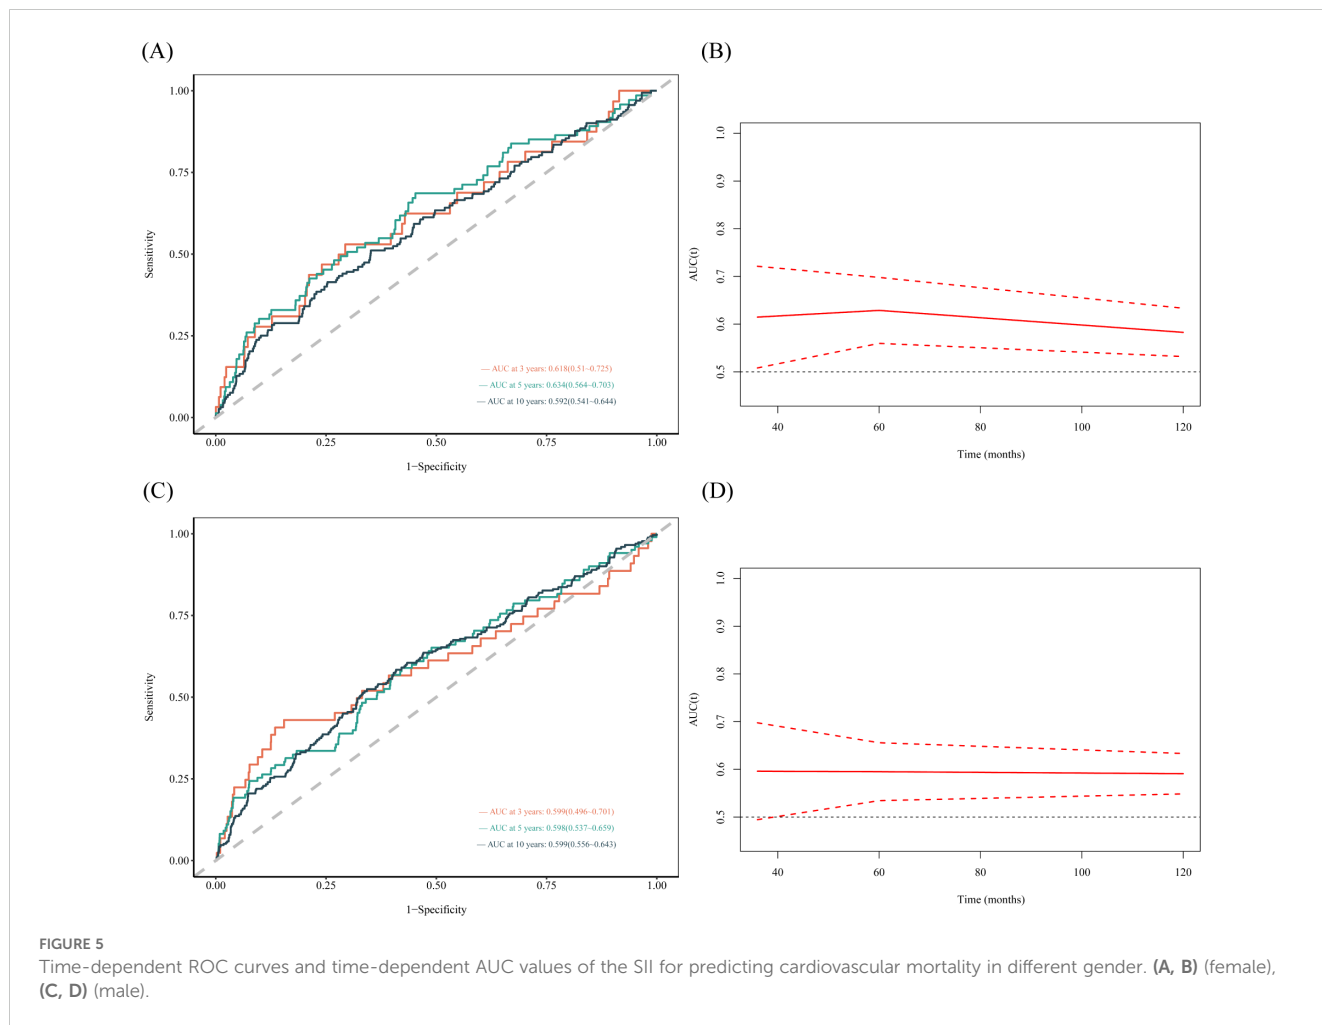 (A)
1.00
0.75
0.50
0.25
0.00
Sensitivity
— AUC at 3 years: 0.618(0.51−0.725)
— AUC at 5 years: 0.634(0.564−0.703)
— AUC at 10 years: 0.592(0.541−0.644)
0.00 0.25 0.50 0.75 1.00
1−Specificity
(B)
1.0
0.9
0.8
0.7
0.6
0.5
AUC(t)
40 60 80 100 120
Time (months)
(C)
1.00
0.75
0.50
0.25
0.00
Sensitivity
— AUC at 3 years: 0.599(0.496−0.701)
— AUC at 5 years: 0.598(0.537−0.659)
— AUC at 10 years: 0.599(0.556−0.643)
0.00 0.25 0.50 0.75 1.00
1−Specificity
(D)
1.0
0.9
0.8
0.7
0.6
0.5
AUC(t)
40 60 80 100 120
Time (months)
FIGURE 5
Time-dependent ROC curves and time-dependent AUC values of the SII for predicting cardiovascular mortality in different gender. (A, B) (female),
(C, D) (male).